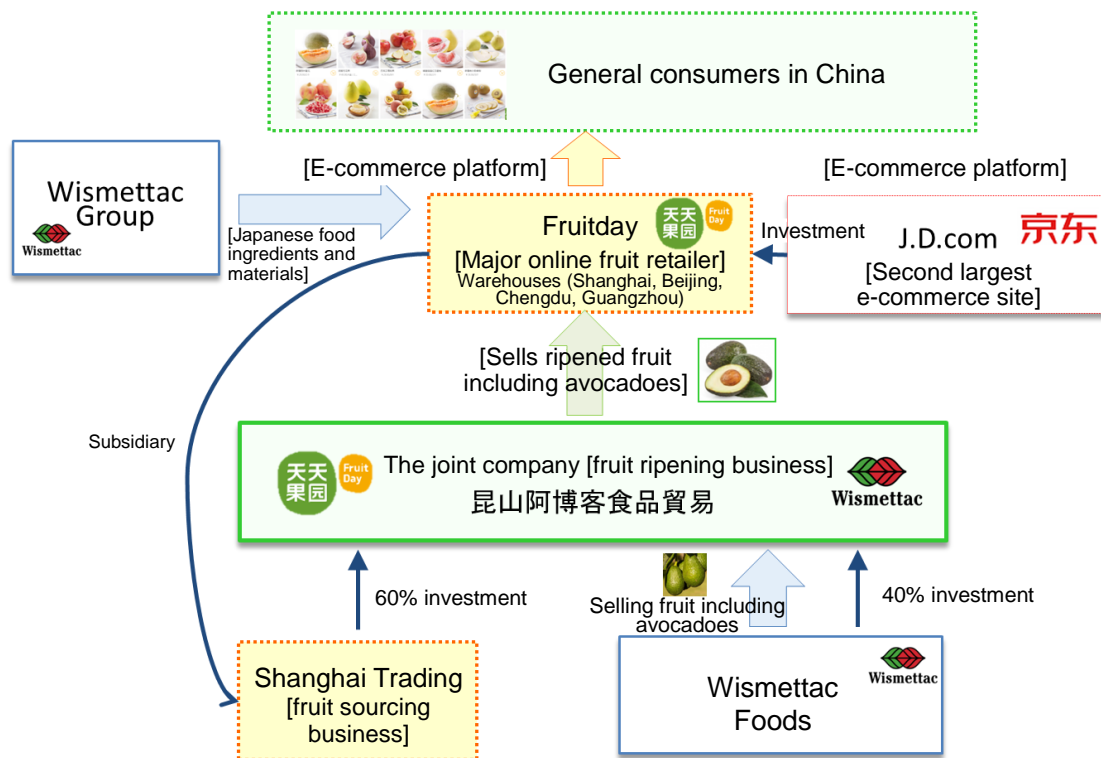 General consumers in China
[E-commerce platform]
[E-commerce platform]
Wismettac
Group
Wismettac
[Japanese food
ingredients and
materials]
Fruitday
天天
果园
Fruit
Day
[Major online fruit retailer]
Warehouses (Shanghai, Beijing,
Chengdu, Guangzhou)
Investment
J.D.com
京东
[Second largest
e-commerce site]
[Sells ripened fruit
including avocadoes]
Subsidiary
天天
果园
Fruit
Day
The joint company [fruit ripening business]
昆山阿博客食品貿易
Wismettac
60% investment
Selling fruit including
avocadoes
40% investment
Shanghai Trading
[fruit sourcing
business]
Wismettac
Foods
Wismettac